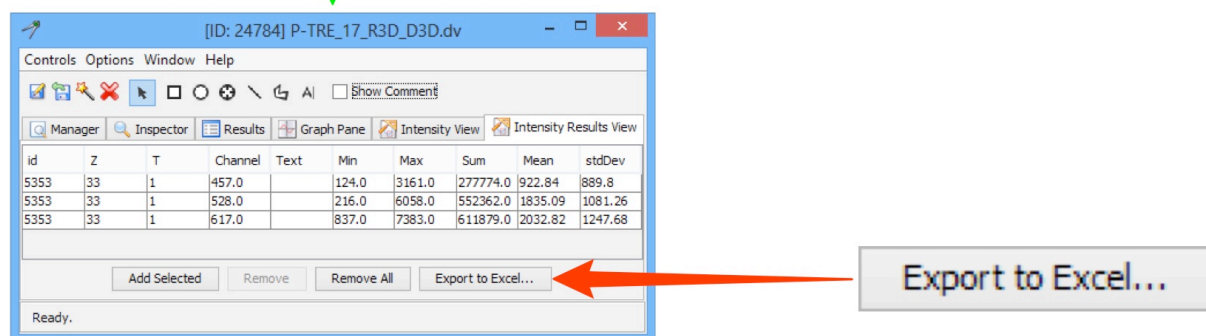 [ID: 24784] P-TRE_17_R3D_D3D.dv
Controls Options Window Help
A Show Comment
Manager Inspector Results Graph Pane Intensity View Intensity Results View
id Z T Channel Text Min Max Sum Mean stdDev
5353 33 1 457.0 124.0 3161.0 277774.0 922.84 889.8
5353 33 1 528.0 216.0 6058.0 552362.0 1835.09 1081.26
5353 33 1 617.0 837.0 7383.0 611879.0 2032.82 1247.68
Add Selected Remove Remove All Export to Excel...
Export to Excel...
Ready.